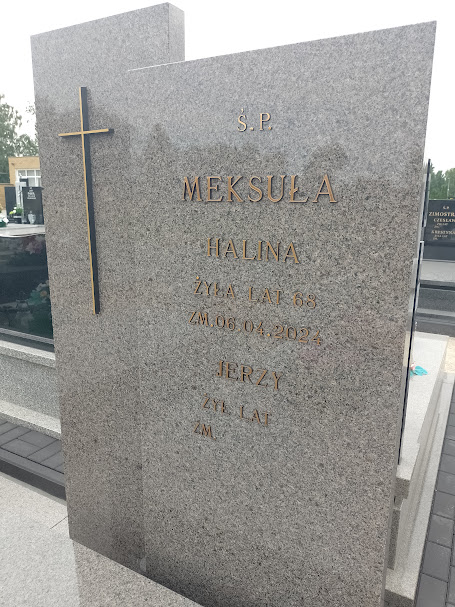 Ś.P.
MEKSUŁA
HALINA
ŻYŁA LAT 68
ZM.06.04.2024
JERZY
ŻYŁ LAT
ZM.